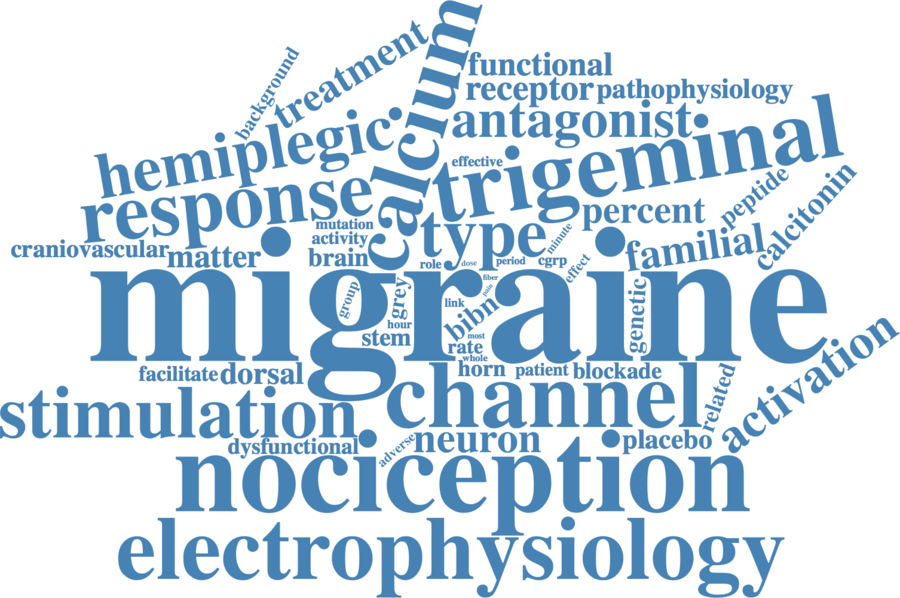 background
treatment
calcium
functional
receptor
pathophysiology
hemiplegic
antagonist
trigeminal
response
effective
peptide
calcitonin
mutation
activity
type
percent
minute
familial
craniovascular
matter
brain
role
dose
period
cgrp
effect
migraine
group
grey
fiber
pain
link
bibn
genetic
hour
stem
most
rate
whole
horn
patient
blockade
facilitate
dorsal
channel
related
activation
stimulation
dysfunctional
adverse
neuron
placebo
nociception
electrophysiology